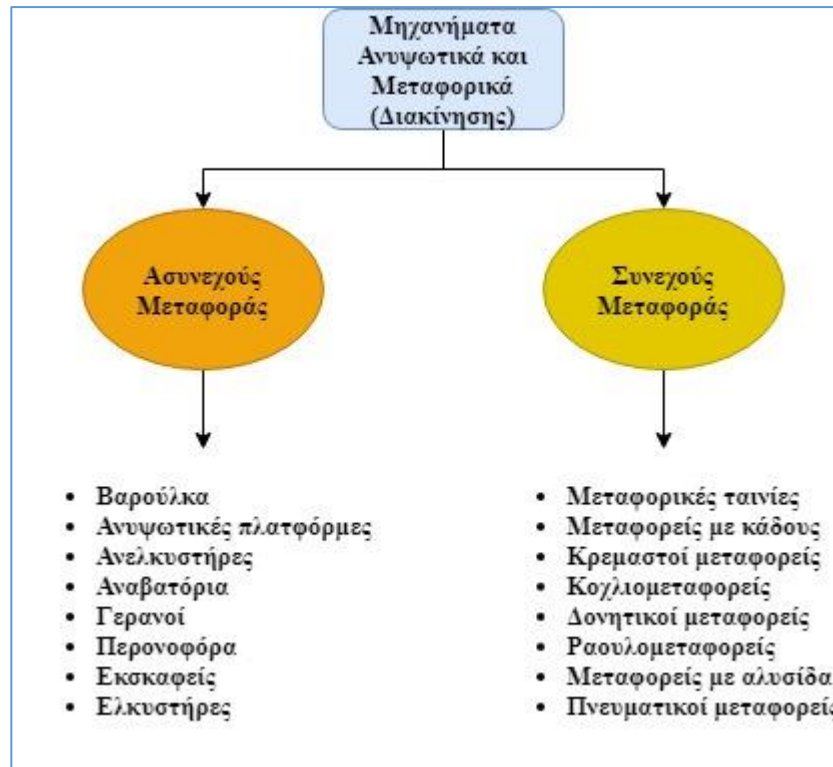 Μηχανήματα
Ανυψωτικά και
Μεταφορικά
(Διακίνησης)
Ασυνεχούς
Μεταφοράς
Συνεχούς
Μεταφοράς
• Βαρούλκα
• Ανυψωτικές πλατφόρμες
• Ανελκυστήρες
• Αναβατόρια
• Γερανοί
• Περονοφόρα
• Εκσκαφείς
• Ελκυστήρες
• Μεταφορικές ταινίες
• Μεταφορείς με κάδους
• Κρεμαστοί μεταφορείς
• Κοχλιομεταφορείς
• Δονητικοί μεταφορείς
• Ραουλομεταφορείς
• Μεταφορείς με αλυσίδα
• Πνευματικοί μεταφορείς